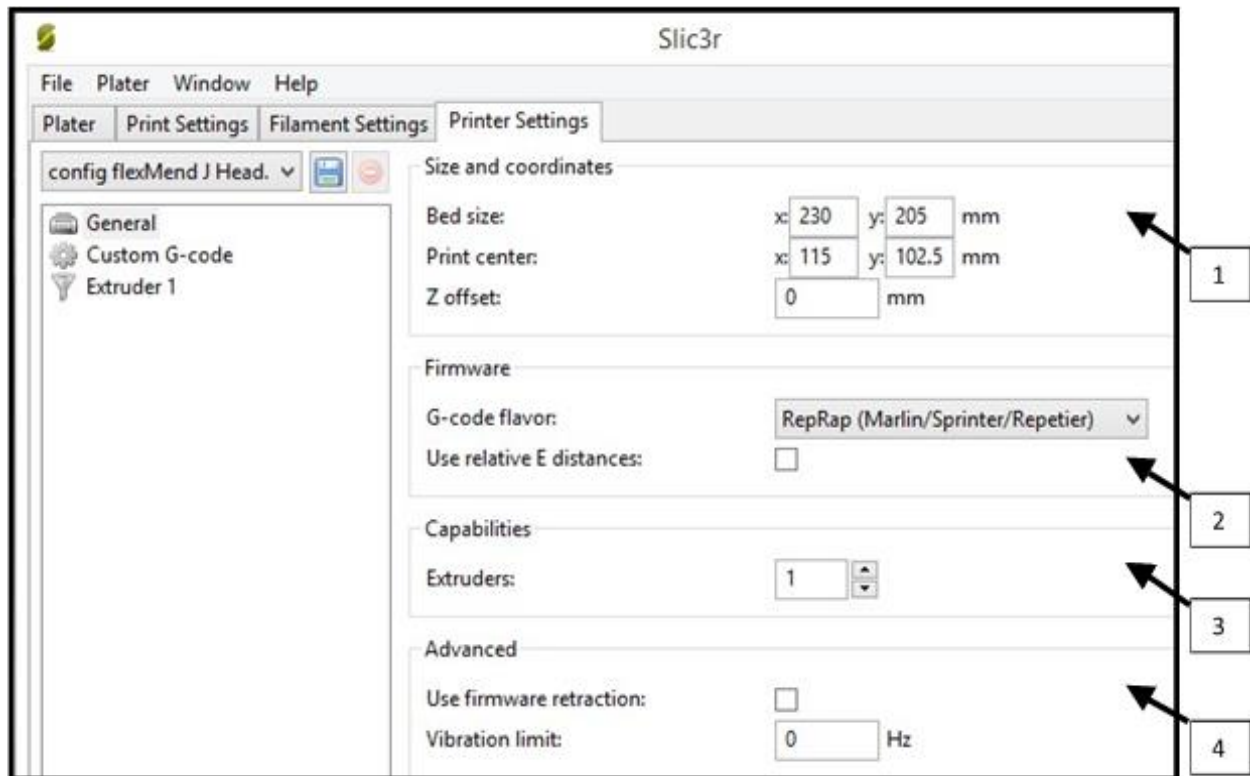 Slic3r
File Plater Window Help
Plater Print Settings Filament Settings Printer Settings
config flexMend J Head.
General
Custom G-code
Extruder 1
Size and coordinates
Bed size: x: 230 y: 205 mm
Print center: x: 115 y: 102.5 mm
Z offset: 0 mm
1
Firmware
G-code flavor: RepRap (Marlin/Sprinter/Repetier)
Use relative E distances:
2
Capabilities
Extruders: 1
3
Advanced
Use firmware retraction:
Vibration limit: 0 Hz
4